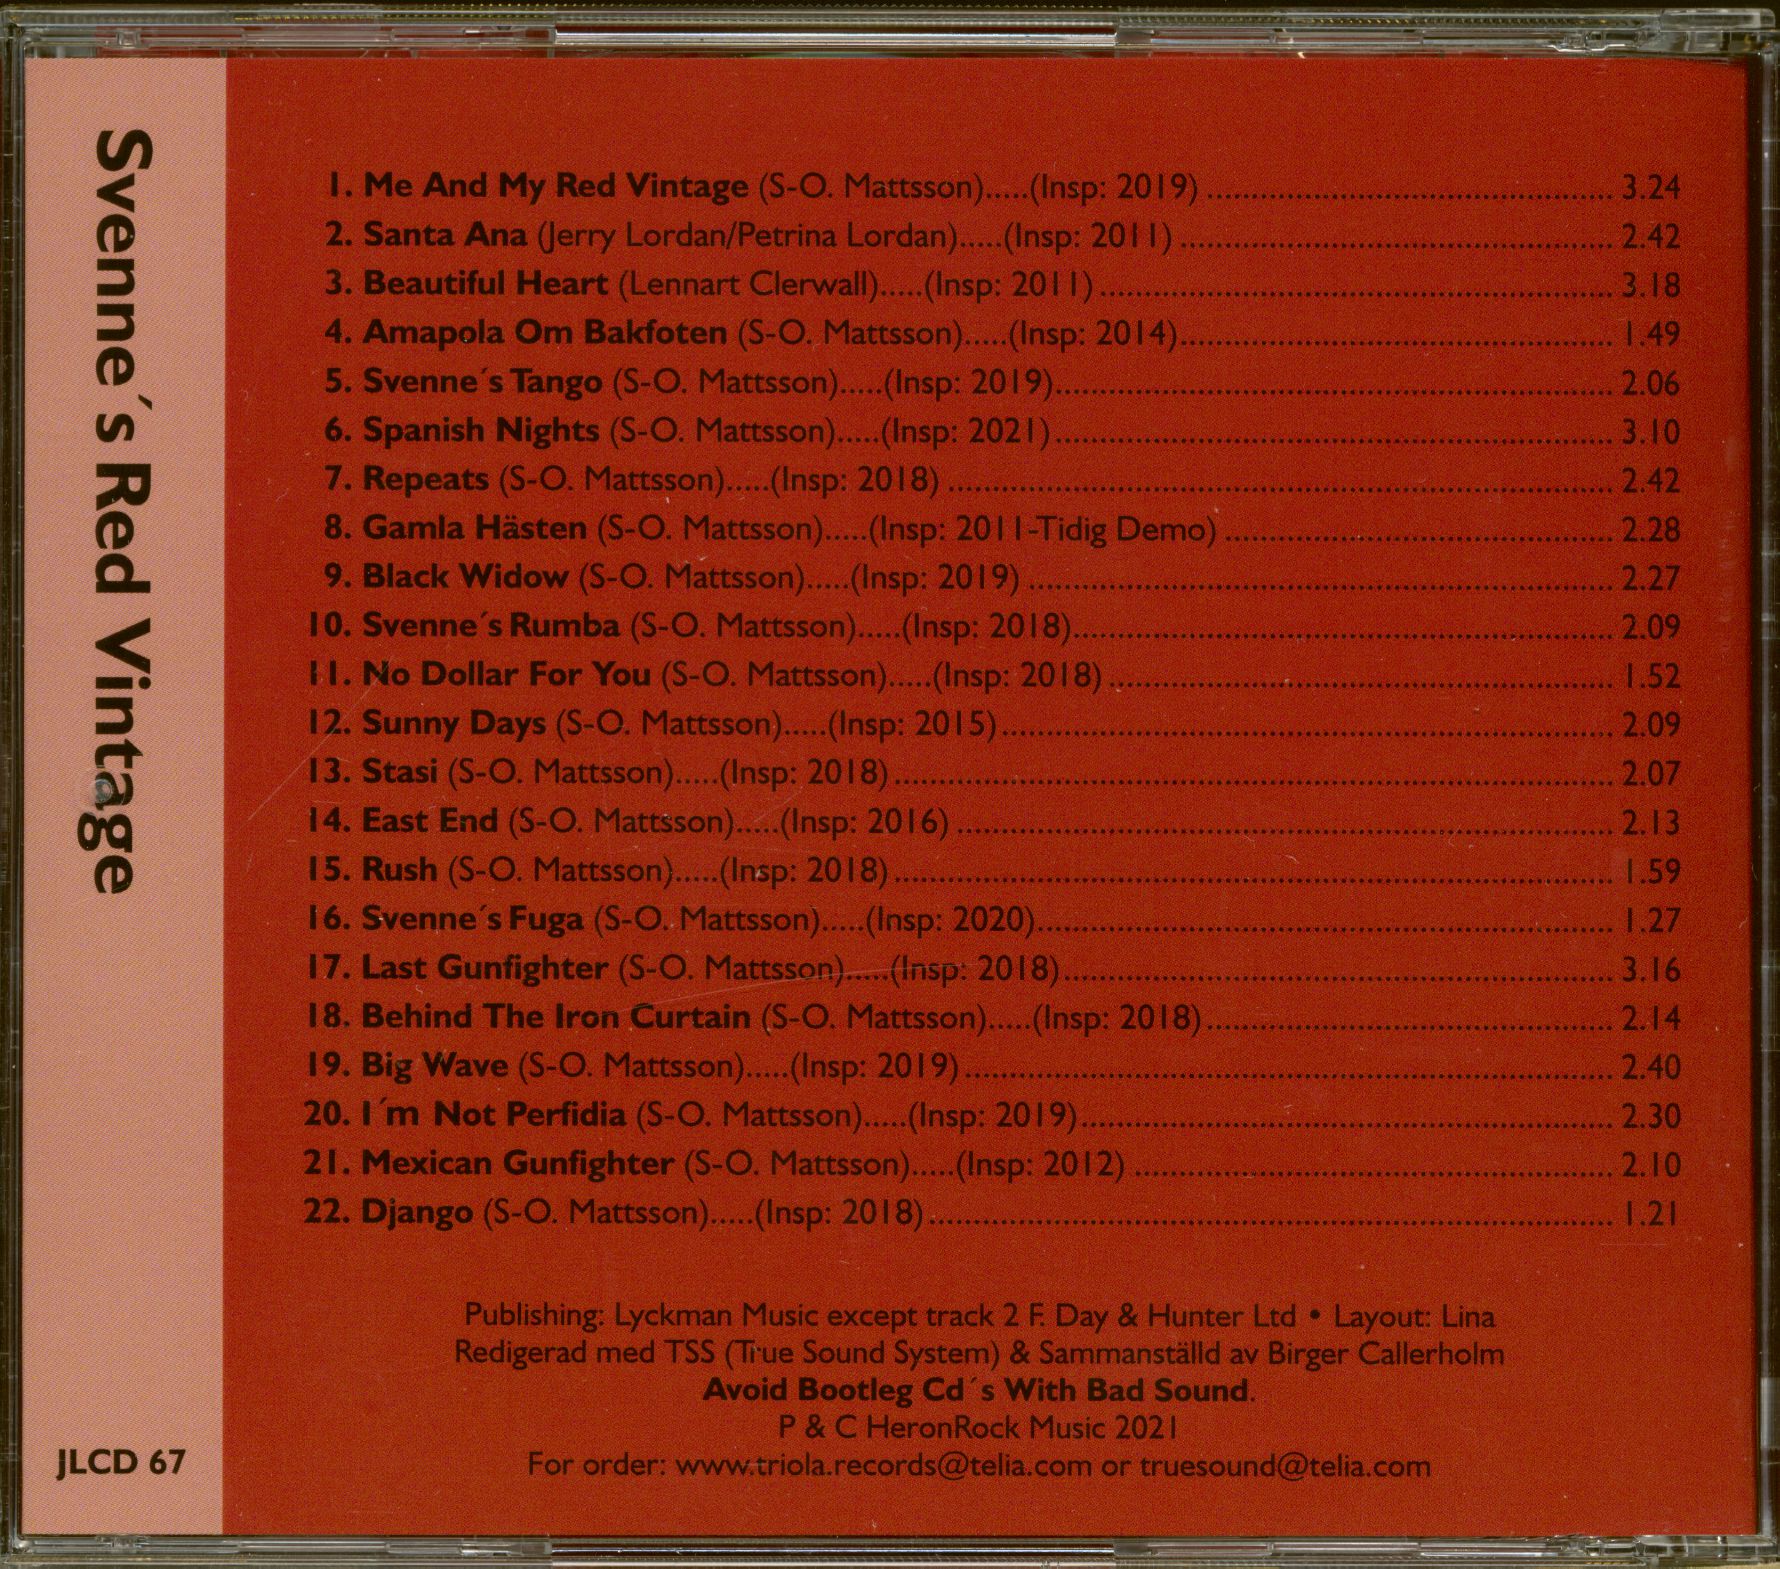 Svenne´s Red Vintage
1. Me And My Red Vintage (S-O. Mattsson).....(Insp: 2019) ..... 3.24
2. Santa Ana (Jerry Lordan/Petrina Lordan).....(Insp: 2011) ..... 2.42
3. Beautiful Heart (Lennart Clerwall).....(Insp: 2011) ..... 3.18
4. Amapola Om Bakfoten (S-O. Mattsson).....(Insp: 2014)..... 1.49
5. Svenne´s Tango (S-O. Mattsson).....(Insp: 2019)..... 2.06
6. Spanish Nights (S-O. Mattsson).....(Insp: 2021)..... 3.10
7. Repeats (S-O. Mattsson).....(Insp: 2018) ..... 2.42
8. Gamla Hästen (S-O. Mattsson).....(Insp: 2011-Tidig Demo) ..... 2.28
9. Black Widow (S-O. Mattsson).....(Insp: 2019) ..... 2.27
10. Svenne´s Rumba (S-O. Mattsson).....(Insp: 2018)..... 2.09
11. No Dollar For You (S-O. Mattsson).....(Insp: 2018) ..... 1.52
12. Sunny Days (S-O. Mattsson).....(Insp: 2015)..... 2.09
13. Stasi (S-O. Mattsson).....(Insp: 2018) ..... 2.07
14. East End (S-O. Mattsson).....(Insp: 2016) ..... 2.13
15. Rush (S-O. Mattsson).....(Insp: 2018) ..... 1.59
16. Svenne´s Fuga (S-O. Mattsson).....(Insp: 2020)..... 1.27
17. Last Gunfighter (S-O. Mattsson).....(Insp: 2018)..... 3.16
18. Behind The Iron Curtain (S-O. Mattsson).....(Insp: 2018)..... 2.14
19. Big Wave (S-O. Mattsson).....(Insp: 2019)..... 2.40
20. I´m Not Perfidia (S-O. Mattsson).....(Insp: 2019)..... 2.30
21. Mexican Gunfighter (S-O. Mattsson).....(Insp: 2012) ..... 2.10
22. Django (S-O. Mattsson).....(Insp: 2018)..... 1.21
Publishing: Lyckman Music except track 2 F. Day & Hunter Ltd • Layout: Lina
Redigerad med TSS (True Sound System) & Sammanställd av Birger Callerholm
Avoid Bootleg Cd´s With Bad Sound.
P & C HeronRock Music 2021
For order: www.triola.records@telia.com or truesound@telia.com
JLCD 67